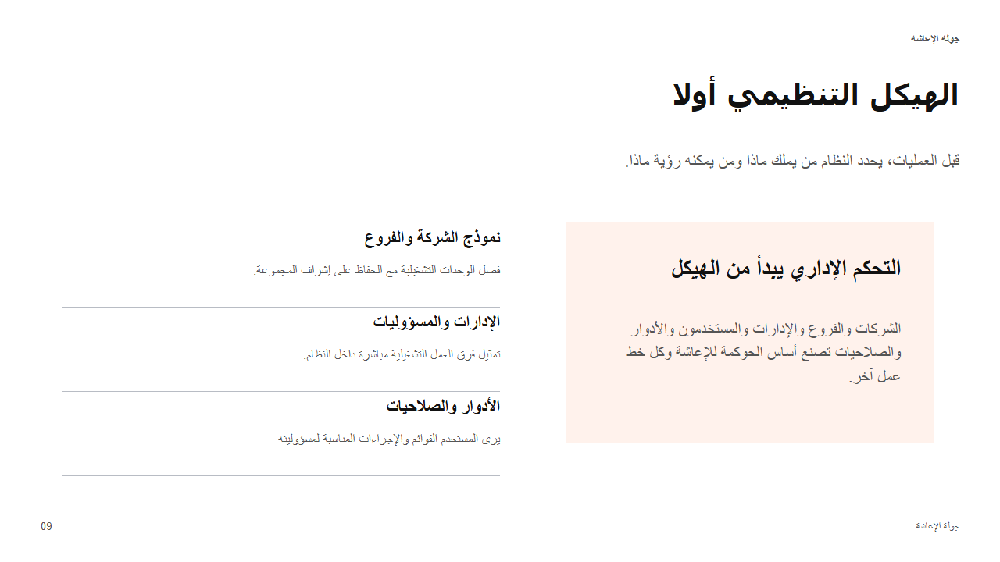 جولة الإعاشة
الهيكل التنظيمي أولا
قبل العمليات، يحدد النظام من يملك ماذا ومن يمكنه رؤية ماذا.
التحكم الإداري يبدأ من الهيكل
الشركات والفروع والإدارات والمستخدمون والأدوار
والصلاحيات تصنع أساس الحوكمة للإعاشة وكل خط
عمل آخر.
نموذج الشركة والفروع
فصل الوحدات التشغيلية مع الحفاظ على إشراف المجموعة.
الإدارات والمسؤوليات
تمثيل فرق العمل التشغيلية مباشرة داخل النظام.
الأدوار والصلاحيات
يرى المستخدم القوائم والإجراءات المناسبة لمسؤوليته.
جولة الإعاشة
09